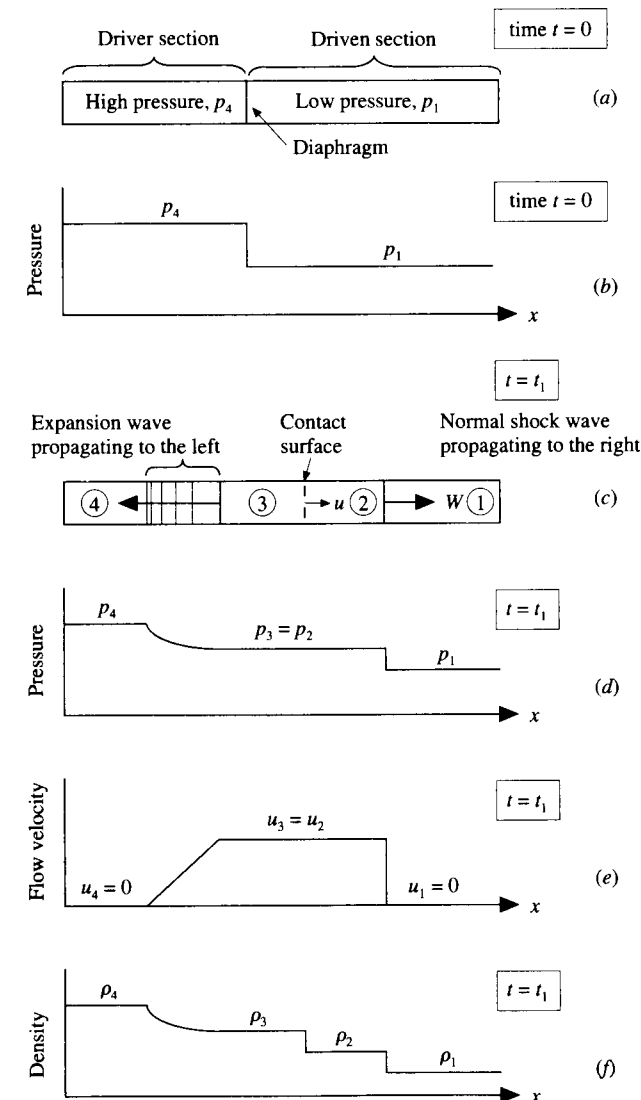 time t = 0
Driver section Driven section
High pressure, p₄ Low pressure, p₁ (a)
Diaphragm
time t = 0
p₄
p₁
Pressure
(b)
x
t = t₁
Expansion wave propagating to the left
Contact surface
Normal shock wave propagating to the right
④ ③ u ② W ① (c)
t = t₁
p₄
p₃ = p₂
p₁
Pressure
(d)
x
t = t₁
Flow velocity
u₃ = u₂
u₄ = 0 u₁ = 0
(e)
x
t = t₁
ρ₄
ρ₃
ρ₂
ρ₁
Density
(f)
x